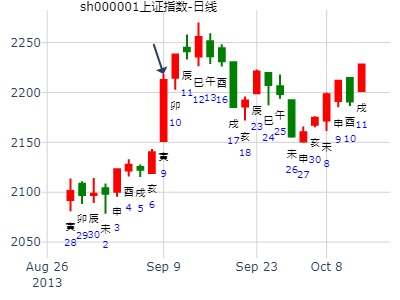 sh000001上证指数-日线
2250
2200
2150
2100
2050
寅 28
卯 29
辰 30
未 2
申 3
酉 4
戌 5
亥 6
寅 9
卯 10
辰 11
巳 12
午 13
酉 16
戌 17
亥 18
辰 23
巳 24
午 25
未 26
申 27
亥 30
未 8
申 9
酉 10
戌 11
Aug 26
2013
Sep 9
Sep 23
Oct 8